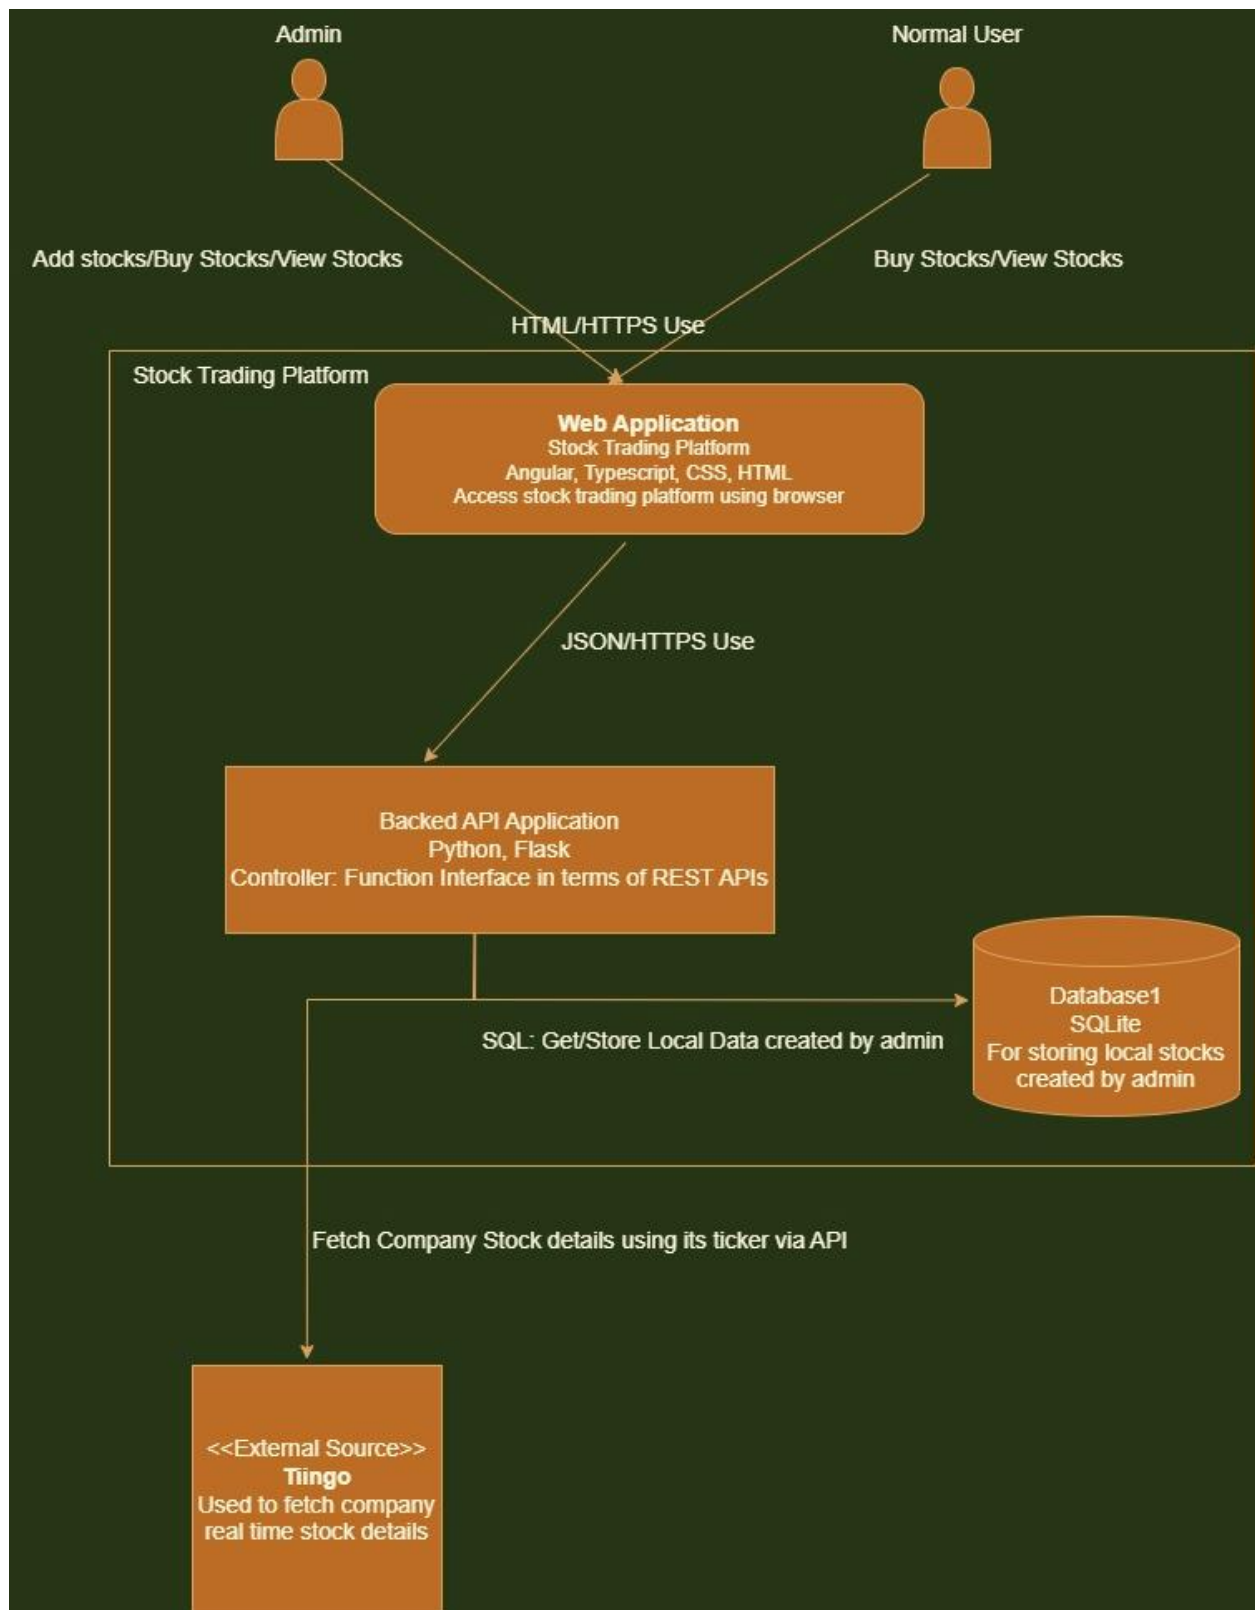 Admin
Normal User
Add stocks/Buy Stocks/View Stocks
Buy Stocks/View Stocks
HTML/HTTPS Use
Stock Trading Platform
Web Application
Stock Trading Platform
Angular, Typescript, CSS, HTML
Access stock trading platform using browser
JSON/HTTPS Use
Backed API Application
Python, Flask
Controller: Function Interface in terms of REST APIs
Database1
SQLite
For storing local stocks
created by admin
SQL: Get/Store Local Data created by admin
Fetch Company Stock details using its ticker via API
<<External Source>>
Tiingo
Used to fetch company
real time stock details